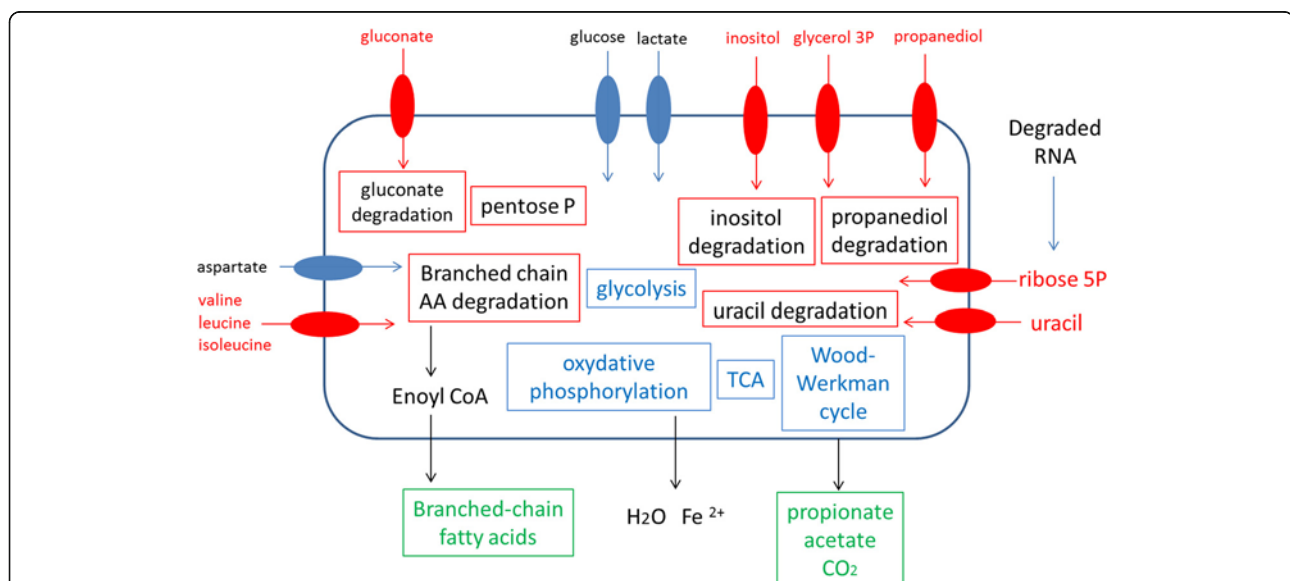 gluconate
glucose
lactate
inositol
glycerol 3P
propanediol
Degraded
RNA
gluconate
degradation
pentose P
inositol
degradation
propanediol
degradation
aspartate
valine
leucine
isoleucine
Branched chain
AA degradation
glycolysis
uracil degradation
ribose 5P
uracil
Enoyl CoA
oxydative
phosphorylation
TCA
Wood-
Werkman
cycle
Branched-chain
fatty acids
H2O Fe 2+
propionate
acetate
CO2